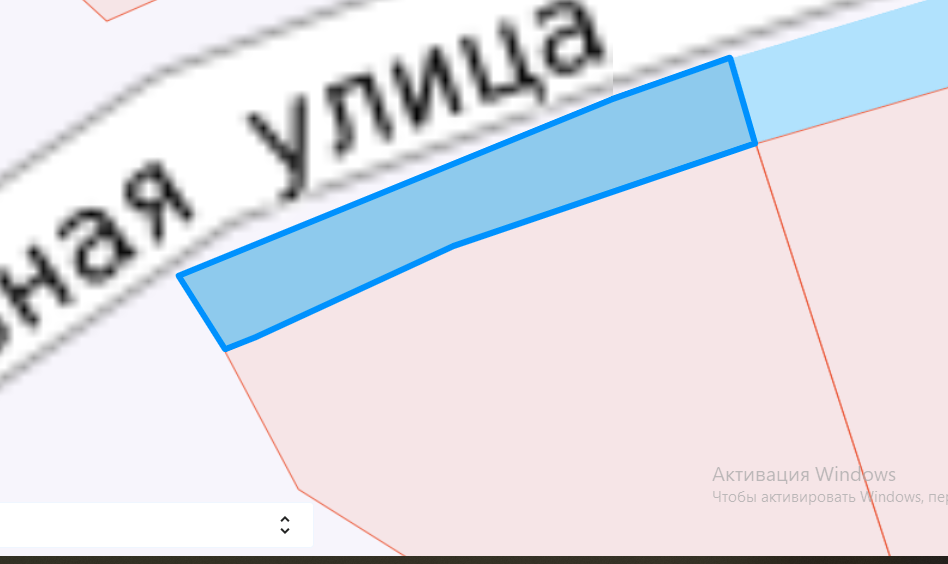 ная улица
Активация Windows
Чтобы активировать Windows, пер